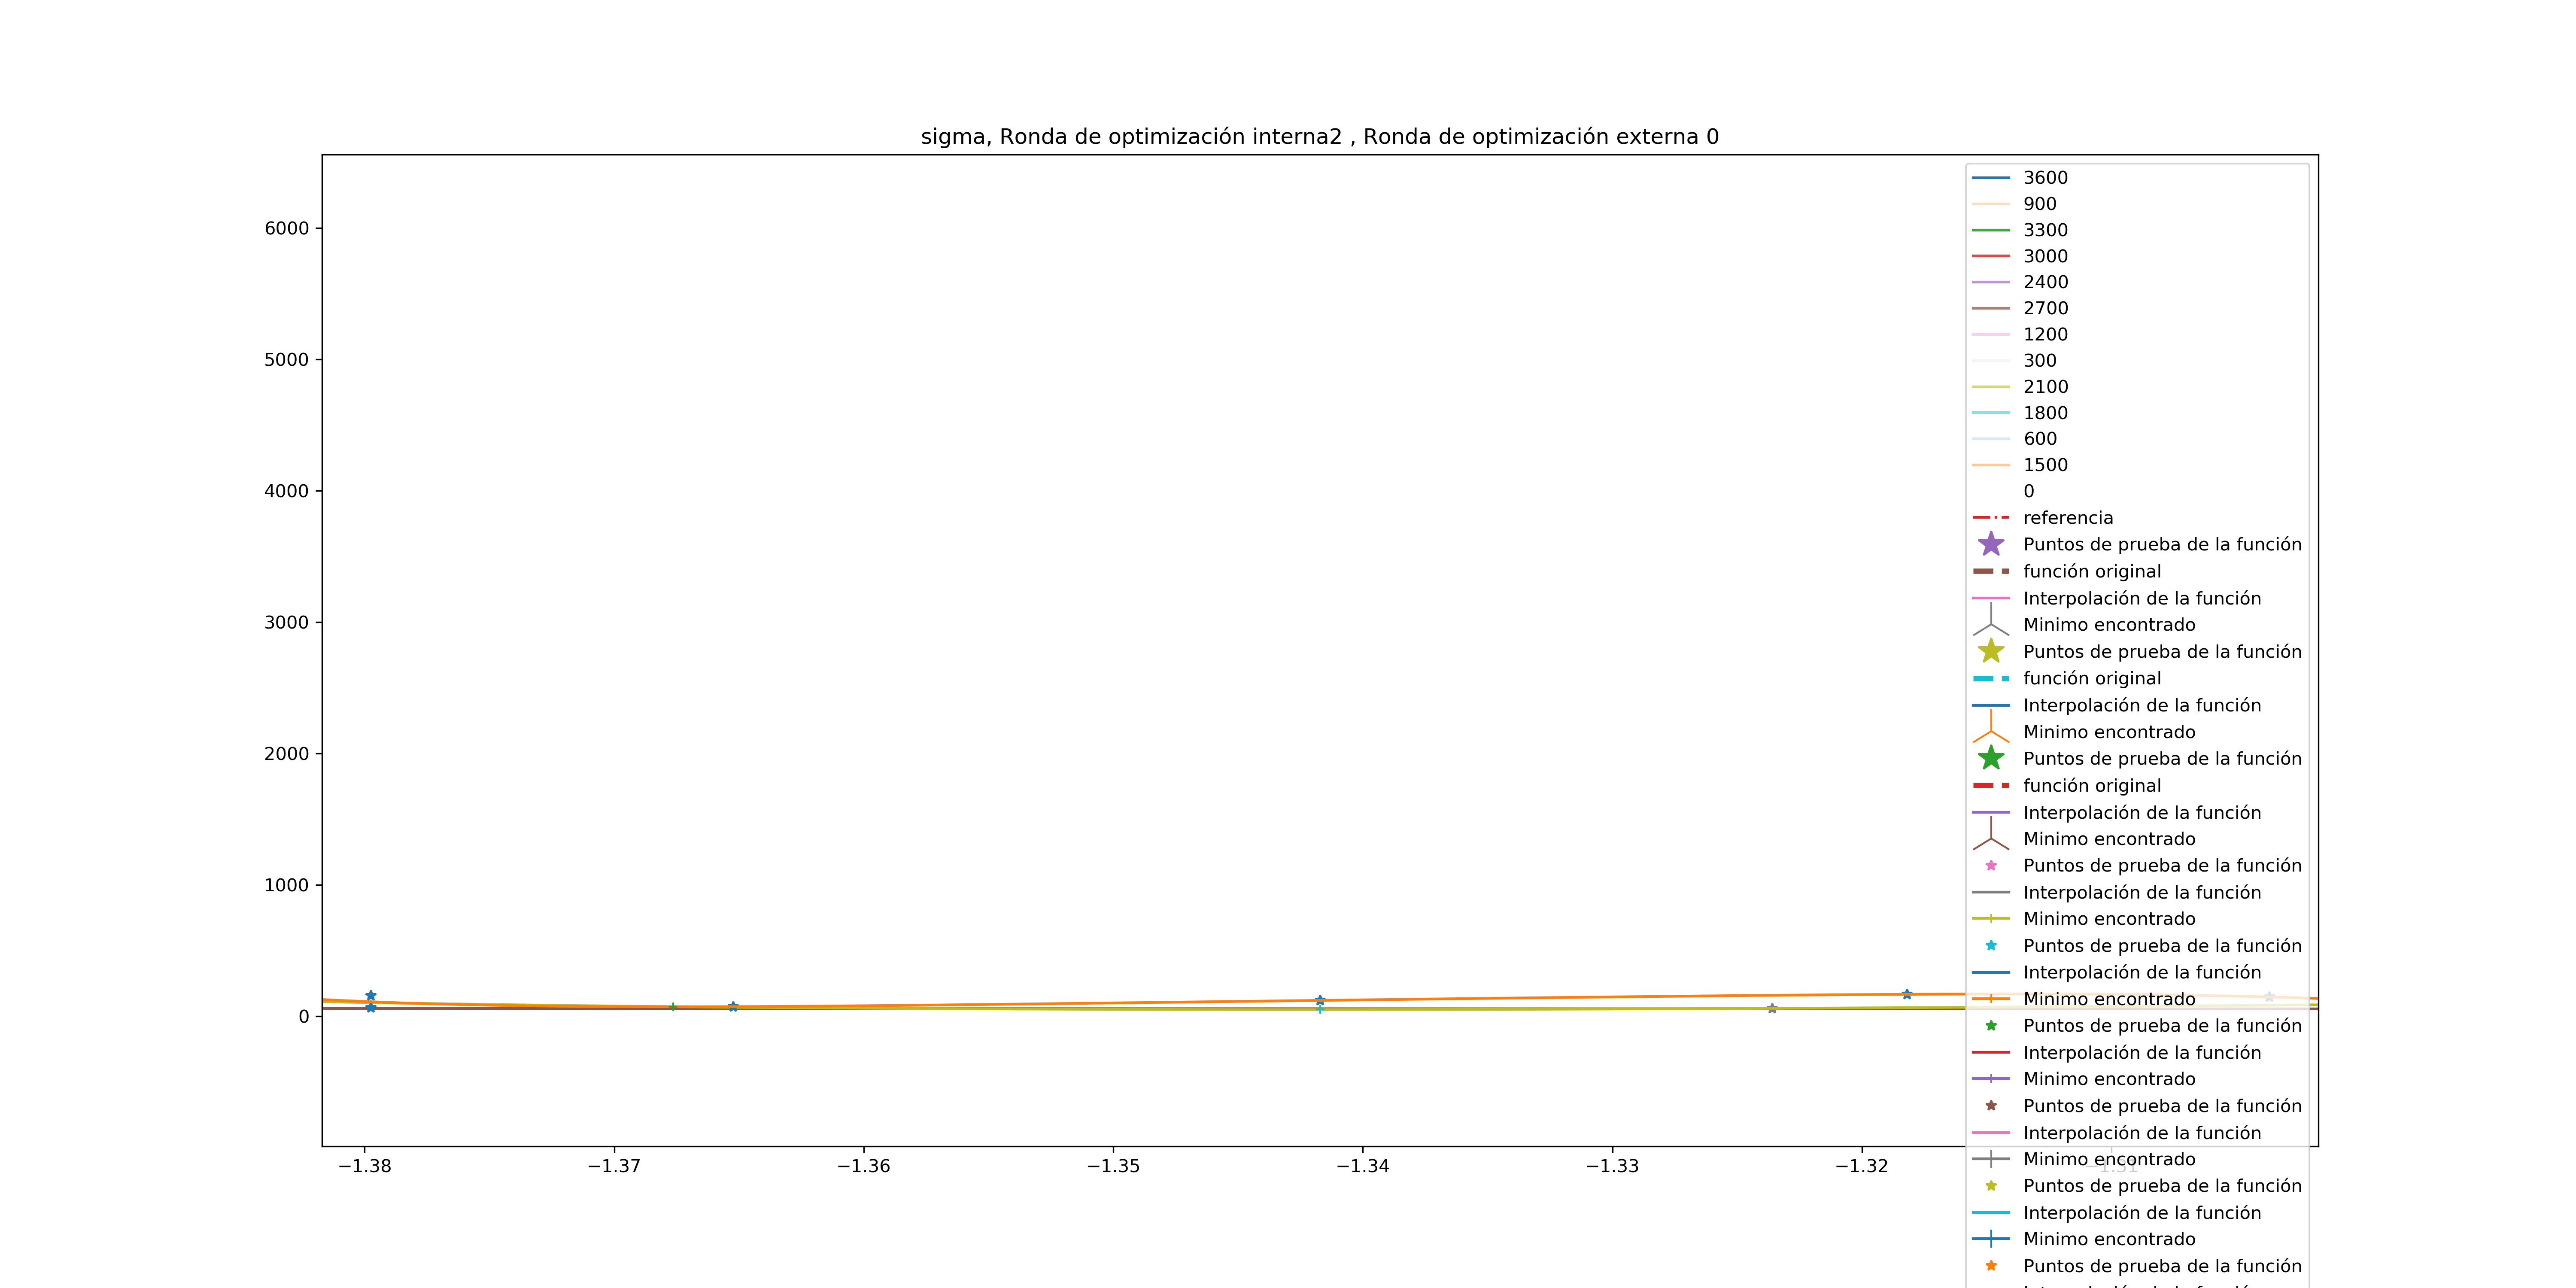 sigma, Ronda de optimización interna2 , Ronda de optimización externa 0
6000
5000
4000
3000
2000
1000
0
−1.38
−1.37
−1.36
−1.35
−1.34
−1.33
−1.32
−1.31
3600
900
3300
3000
2400
2700
1200
300
2100
1800
600
1500
0
referencia
Puntos de prueba de la función
función original
Interpolación de la función
Minimo encontrado
Puntos de prueba de la función
función original
Interpolación de la función
Minimo encontrado
Puntos de prueba de la función
función original
Interpolación de la función
Minimo encontrado
Puntos de prueba de la función
Interpolación de la función
Minimo encontrado
Puntos de prueba de la función
Interpolación de la función
Minimo encontrado
Puntos de prueba de la función
Interpolación de la función
Minimo encontrado
Puntos de prueba de la función
Interpolación de la función
Minimo encontrado
Puntos de prueba de la función
Interpolación de la función
Minimo encontrado
Puntos de prueba de la función